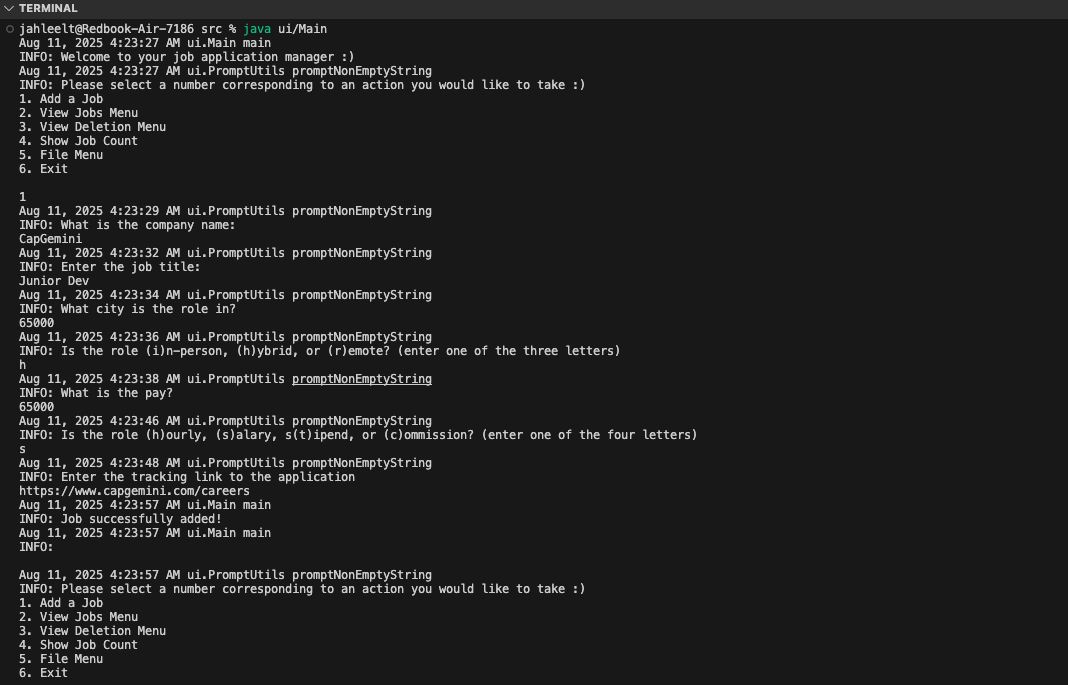 TERMINAL
jahleelt@Redbook-Air-7186 src % java ui/Main
Aug 11, 2025 4:23:27 AM ui.Main main
INFO: Welcome to your job application manager :)
Aug 11, 2025 4:23:27 AM ui.PromptUtils promptNonEmptyString
INFO: Please select a number corresponding to an action you would like to take :)
1. Add a Job
2. View Jobs Menu
3. View Deletion Menu
4. Show Job Count
5. File Menu
6. Exit
1
Aug 11, 2025 4:23:29 AM ui.PromptUtils promptNonEmptyString
INFO: What is the company name:
CapGemini
Aug 11, 2025 4:23:32 AM ui.PromptUtils promptNonEmptyString
INFO: Enter the job title:
Junior Dev
Aug 11, 2025 4:23:34 AM ui.PromptUtils promptNonEmptyString
INFO: What city is the role in?
65000
Aug 11, 2025 4:23:36 AM ui.PromptUtils promptNonEmptyString
INFO: Is the role (i)n-person, (h)ybrid, or (r)emote? (enter one of the three letters)
h
Aug 11, 2025 4:23:38 AM ui.PromptUtils promptNonEmptyString
INFO: What is the pay?
65000
Aug 11, 2025 4:23:46 AM ui.PromptUtils promptNonEmptyString
INFO: Is the role (h)ourly, (s)alary, s(t)ipend, or (c)ommission? (enter one of the four letters)
s
Aug 11, 2025 4:23:48 AM ui.PromptUtils promptNonEmptyString
INFO: Enter the tracking link to the application
https://www.capgemini.com/careers
Aug 11, 2025 4:23:57 AM ui.Main main
INFO: Job successfully added!
Aug 11, 2025 4:23:57 AM ui.Main main
INFO:
Aug 11, 2025 4:23:57 AM ui.PromptUtils promptNonEmptyString
INFO: Please select a number corresponding to an action you would like to take :)
1. Add a Job
2. View Jobs Menu
3. View Deletion Menu
4. Show Job Count
5. File Menu
6. Exit